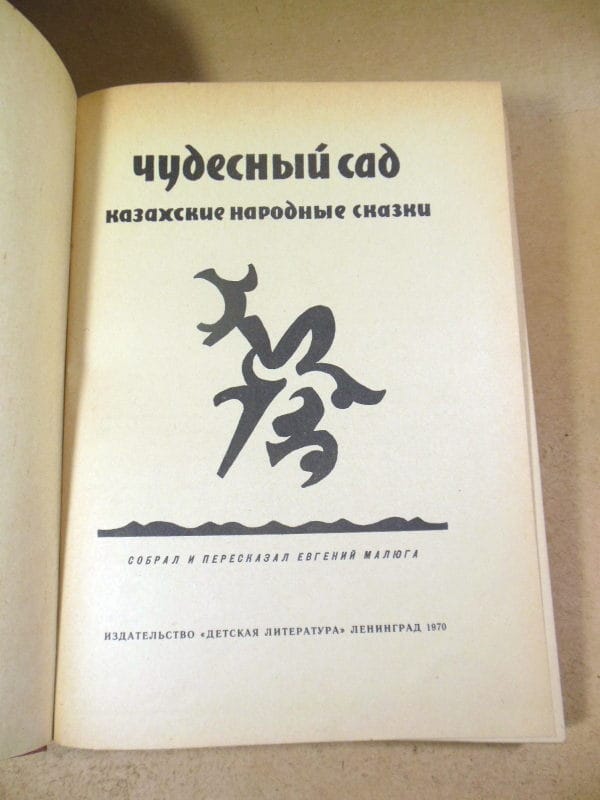 чудесный сад
казахские народные сказки
СОБРАЛ И ПЕРЕСКАЗАЛ ЕВГЕНИЙ МАЛЮГА
ИЗДАТЕЛЬСТВО «ДЕТСКАЯ ЛИТЕРАТУРА» ЛЕНИНГРАД 1970